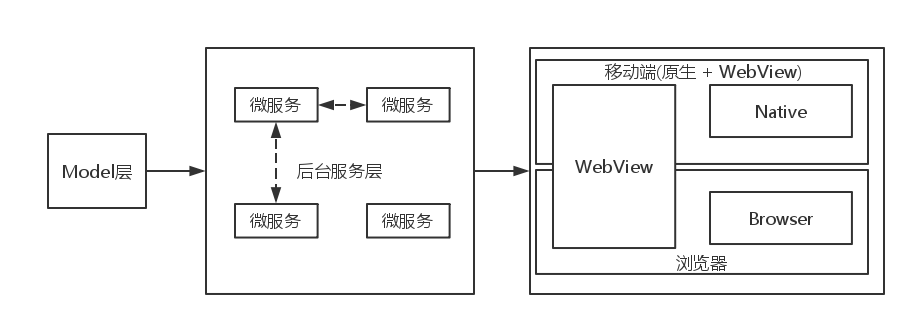 Model层
微服务
微服务
后台服务层
微服务
微服务
移动端(原生 + WebView)
Native
WebView
Browser
浏览器